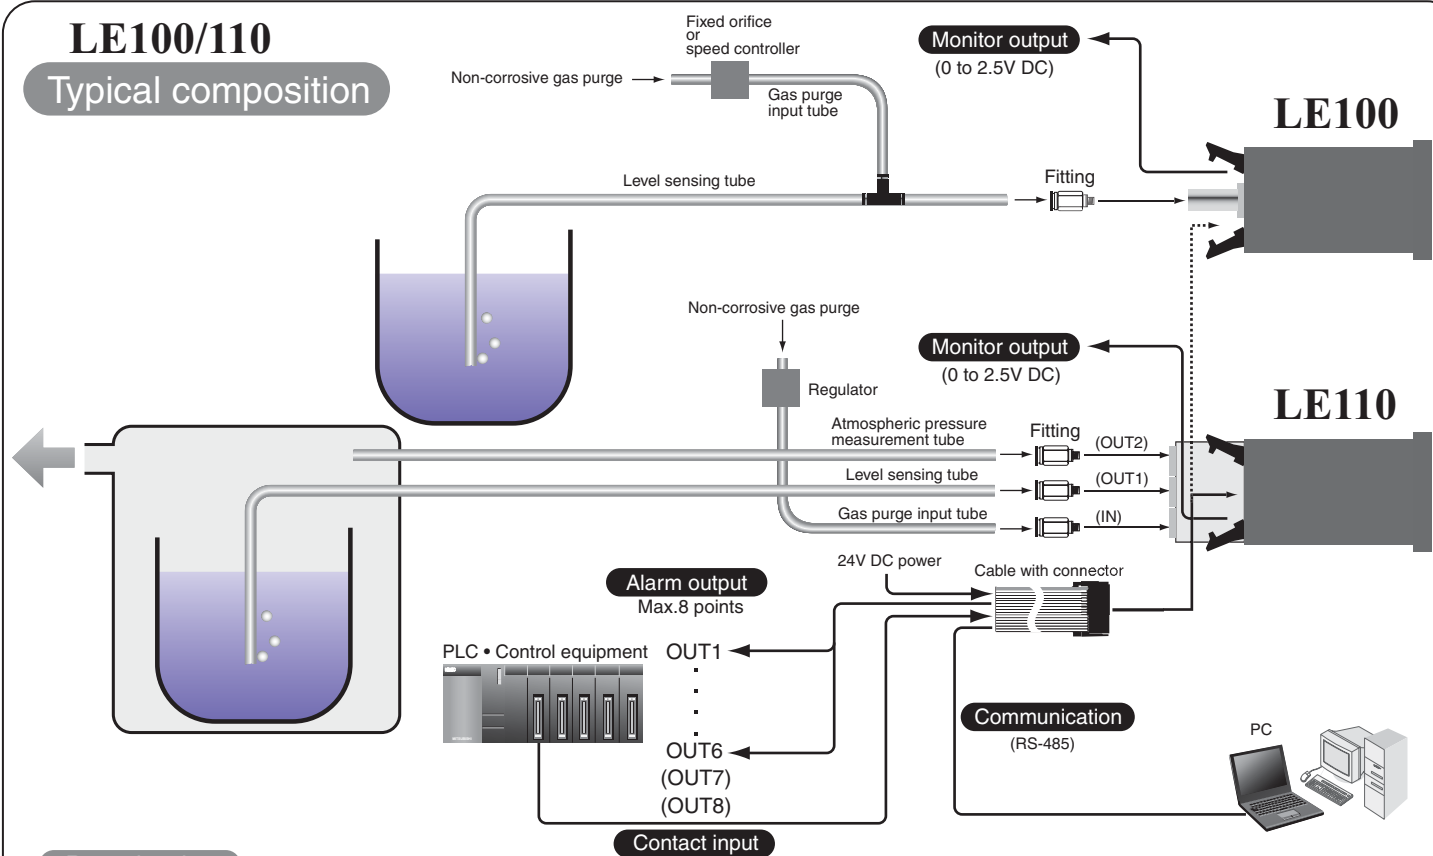 LE100/110
Typical composition
Fixed orifice
or
speed controller
Non-corrosive gas purge
Gas purge
input tube
Monitor output
(0 to 2.5V DC)
LE100
Level sensing tube
Fitting
Non-corrosive gas purge
Regulator
Monitor output
(0 to 2.5V DC)
LE110
Atmospheric pressure
measurement tube
Fitting
(OUT2)
Level sensing tube
(OUT1)
Gas purge input tube
(IN)
24V DC power
Cable with connector
Alarm output
Max.8 points
PLC • Control equipment
OUT1
OUT6
(OUT7)
(OUT8)
Communication
(RS-485)
PC
Contact input